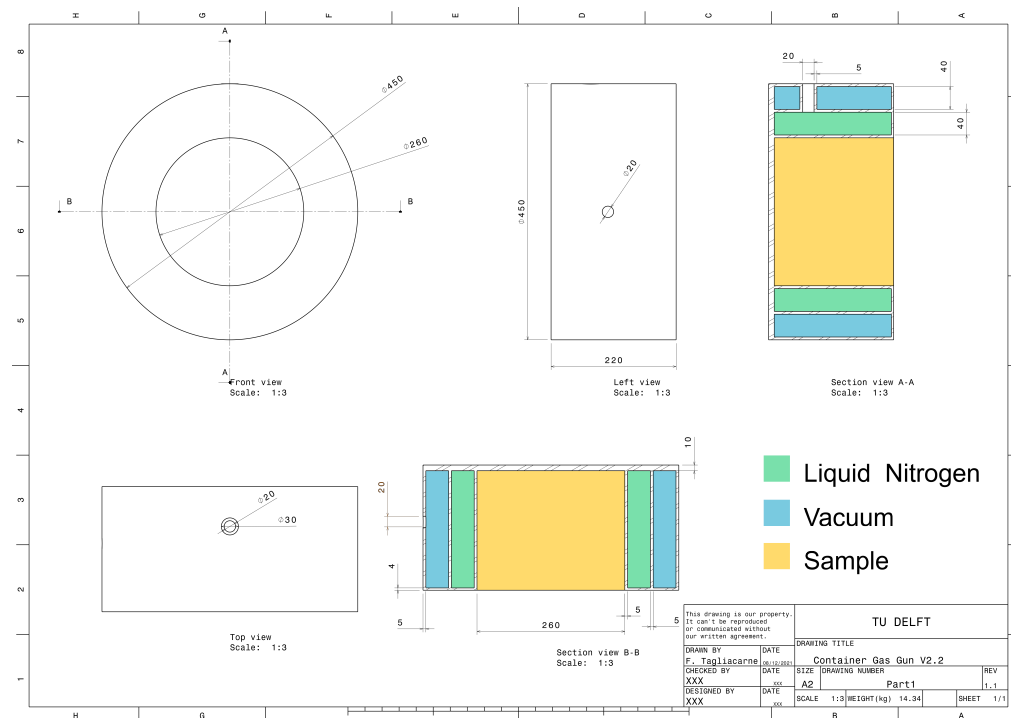 H G F E D C B A
8
7
6
5
4
3
2
1
A
⌀450
⌀260
B
B
A
Front view
Scale: 1:3
⌀450
⌀20
220
Left view
Scale: 1:3
20
5
40
40
Section view A-A
Scale: 1:3
⌀20
⌀30
Top view
Scale: 1:3
10
20
4
5
260
5
5
Section view B-B
Scale: 1:3
Liquid Nitrogen
Vacuum
Sample
This drawing is our property.
It can't be reproduced
or communicated without
our written agreement.
TU DELFT
DRAWING TITLE
Container Gas Gun V2.2
DRAWN BY DATE
F. Tagliacarne 08/12/2021
CHECKED BY DATE
XXX XXX
DESIGNED BY DATE
XXX XXX
SIZE DRAWING NUMBER REV
A2 Part1 1.1
SCALE 1:3 WEIGHT(kg) 14.34 SHEET 1/1
H G B A